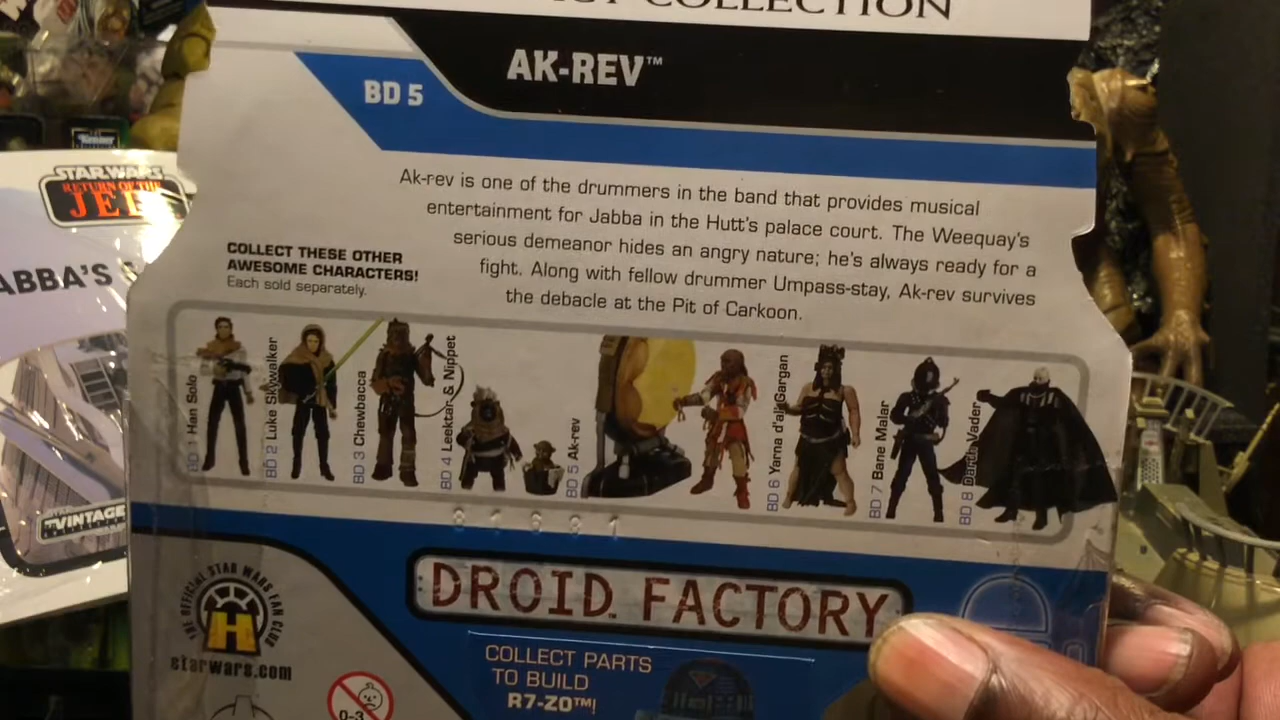 COLLECTION
AK-REV™
BD 5
Ak-rev is one of the drummers in the band that provides musical
entertainment for Jabba in the Hutt's palace court. The Weequay's
serious demeanor hides an angry nature; he's always ready for a
fight. Along with fellow drummer Umpass-stay, Ak-rev survives
the debacle at the Pit of Carkoon.
COLLECT THESE OTHER
AWESOME CHARACTERS!
Each sold separately.
BD 1 Han Solo
BD 2 Luke Skywalker
BD 3 Chewbacca
BD 4 Leektar & Nippet
BD 5 Ak-rev
BD 6 Yarna d'al' Gargan
BD 7 Bane Malar
BD 8 Darth Vader
DROID FACTORY™
COLLECT PARTS
TO BUILD
R7-Z0™!
THE OFFICIAL STAR WARS FAN CLUB
H
starwars.com
0-3
STAR WARS
RETURN OF THE
JEDI
ABBA'S
VINTAGE
Kenner